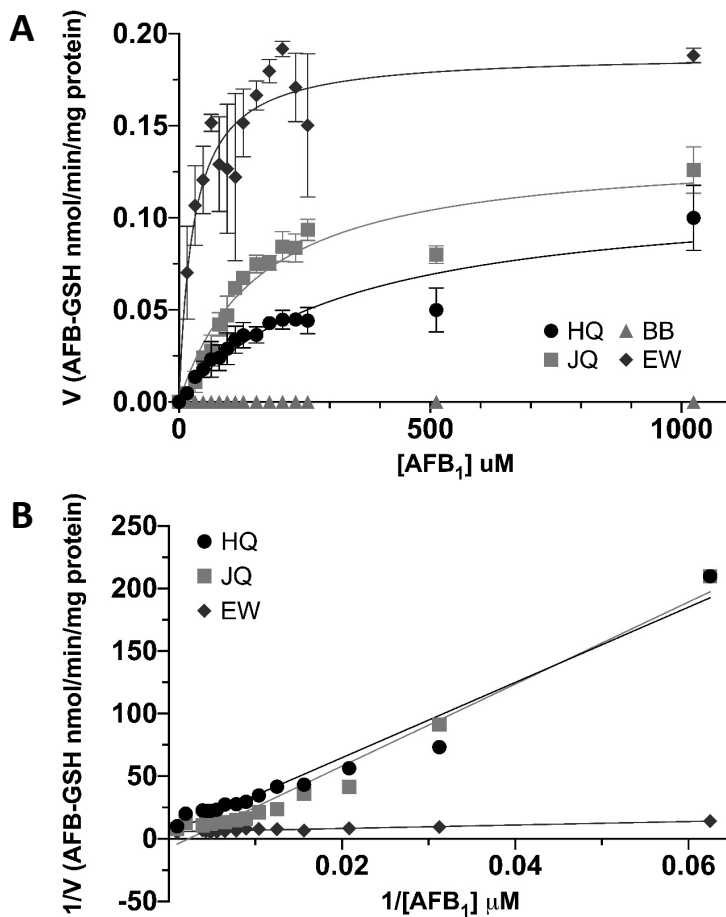 A
V (AFB-GSH nmol/min/mg protein)
0.20
0.15
0.10
0.05
0.00
0
500
1000
[AFB₁] uM
HQ
BB
JQ
EW
B
1/V (AFB-GSH nmol/min/mg protein)
250
200
150
100
50
0
-50
0.02
0.04
0.06
1/[AFB₁] μM
HQ
JQ
EW